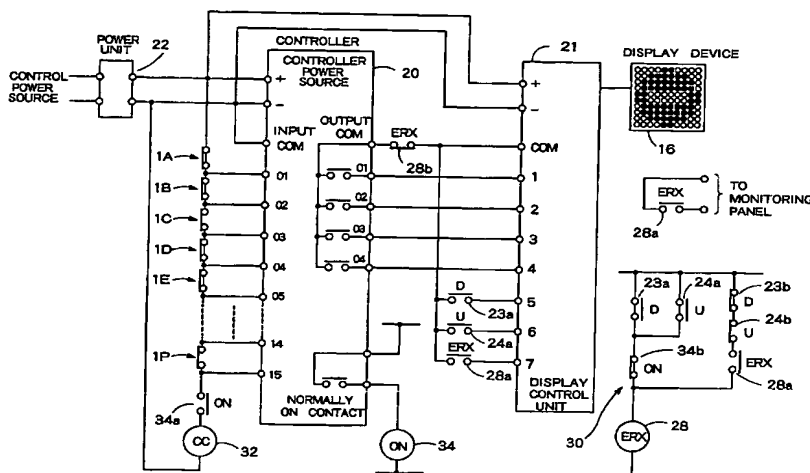 POWER UNIT
22
CONTROL POWER SOURCE
CONTROLLER
CONTROLLER POWER SOURCE
20
+
−
INPUT COM
OUTPUT COM
01
02
03
04
05
14
15
01
02
03
04
NORMALLY ON CONTACT
1A
1B
1C
1D
1E
1P
34a
ON
CC
32
ON
34
ERX
28b
21
+
−
COM
1
2
3
4
5
6
7
DISPLAY CONTROL UNIT
D
23a
U
24a
ERX
28a
DISPLAY DEVICE
16
ERX
28a
TO MONITORING PANEL
23a
D
24a
U
23b
D
24b
U
34b
ON
ERX
28a
30
ERX
28